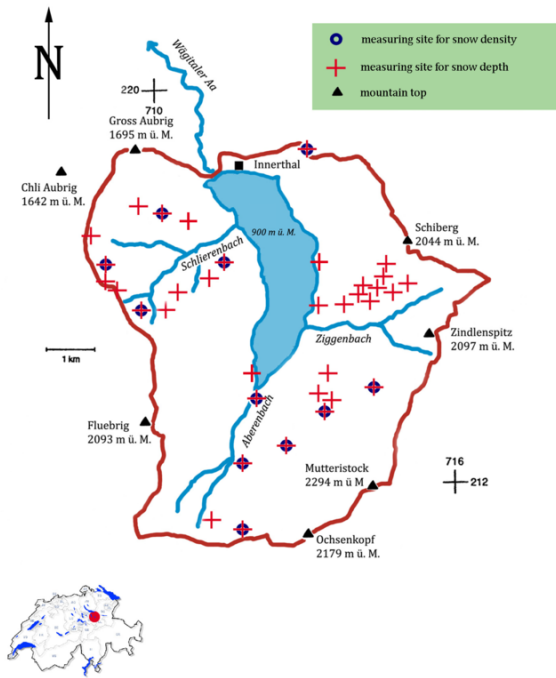 measuring site for snow density
measuring site for snow depth
mountain top
N
Wägitaler Aa
220
710
Gross Aubrig
1695 m ü. M.
Innerthal
Chli Aubrig
1642 m ü. M.
900 m ü. M.
Schlierenbach
Schiberg
2044 m ü. M.
1 km
Ziggenbach
Zindlenspitz
2097 m ü. M.
Fluebrig
2093 m ü. M.
Aberenbach
Mutteristock
2294 m ü M
716
212
Ochsenkopf
2179 m ü. M.